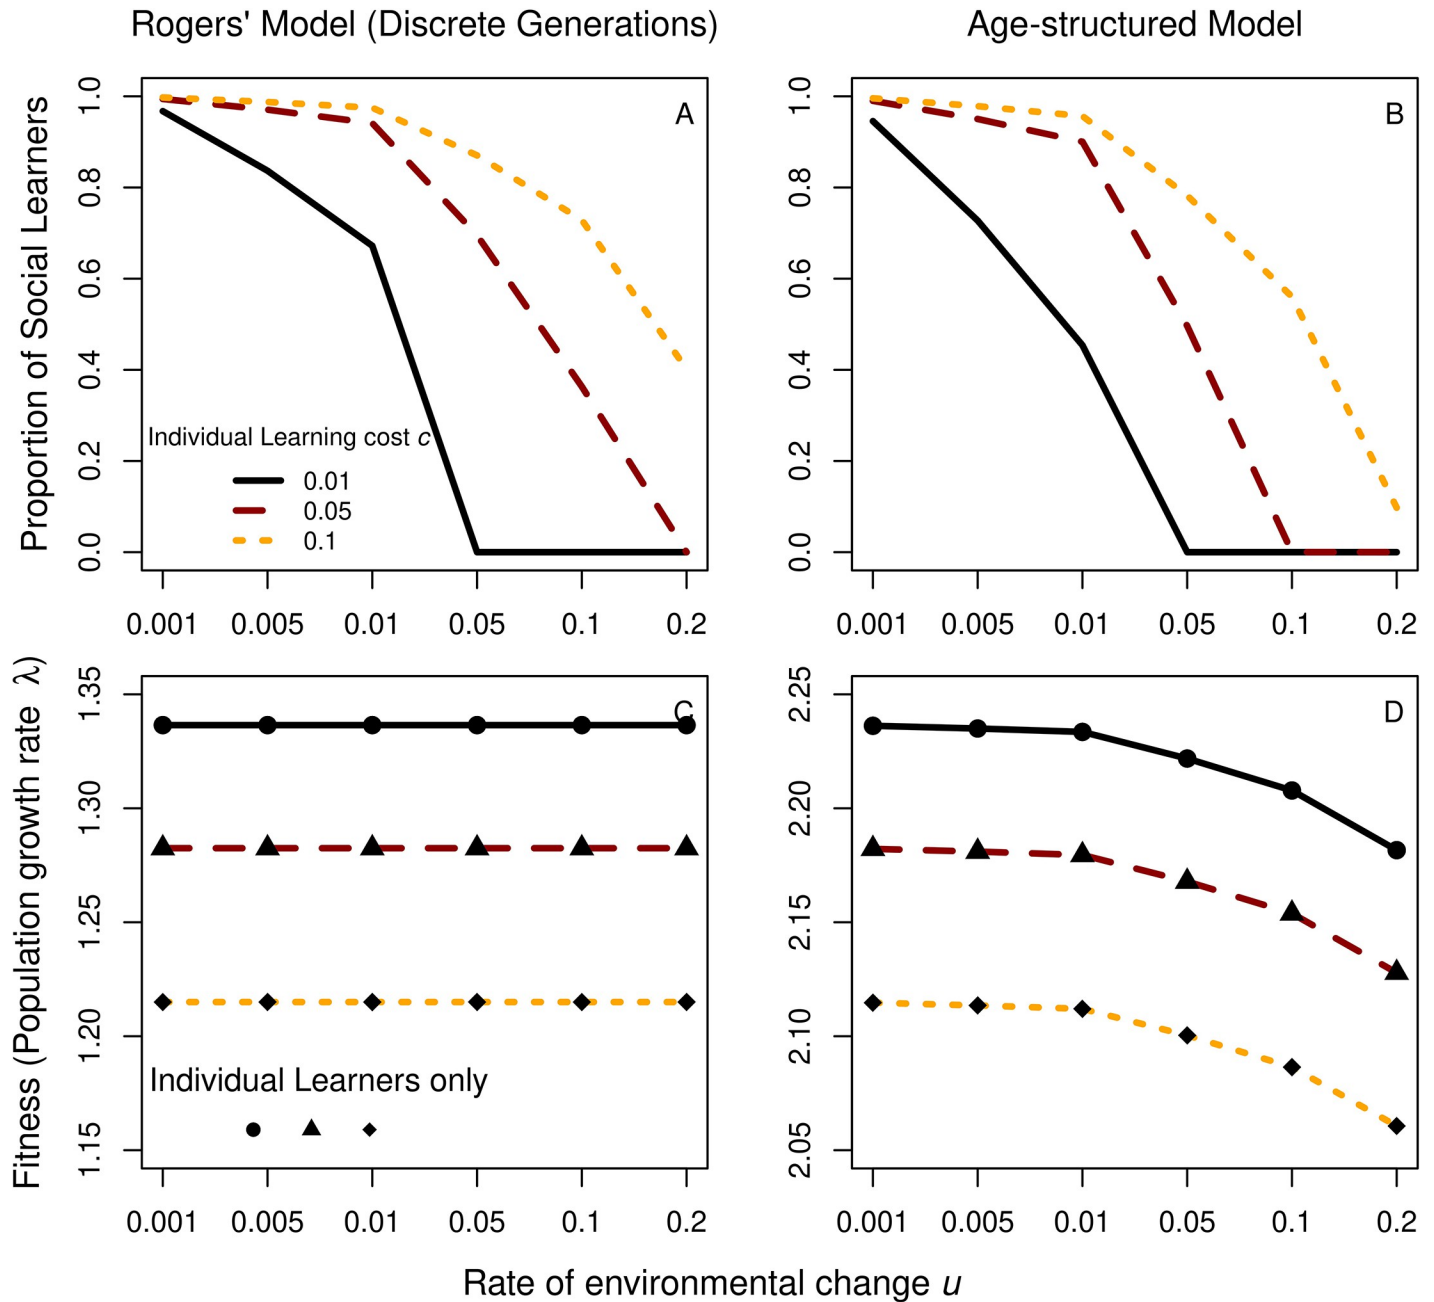 Rogers' Model (Discrete Generations)
Age-structured Model
Proportion of Social Learners
1.0
0.8
0.6
0.4
0.2
0.0
A
Individual Learning cost c
0.01
0.05
0.1
0.001 0.005 0.01 0.05 0.1 0.2
1.0
0.8
0.6
0.4
0.2
0.0
B
0.001 0.005 0.01 0.05 0.1 0.2
Fitness (Population growth rate λ)
1.35
1.30
1.25
1.20
1.15
C
Individual Learners only
0.001 0.005 0.01 0.05 0.1 0.2
2.25
2.20
2.15
2.10
2.05
D
0.001 0.005 0.01 0.05 0.1 0.2
Rate of environmental change u